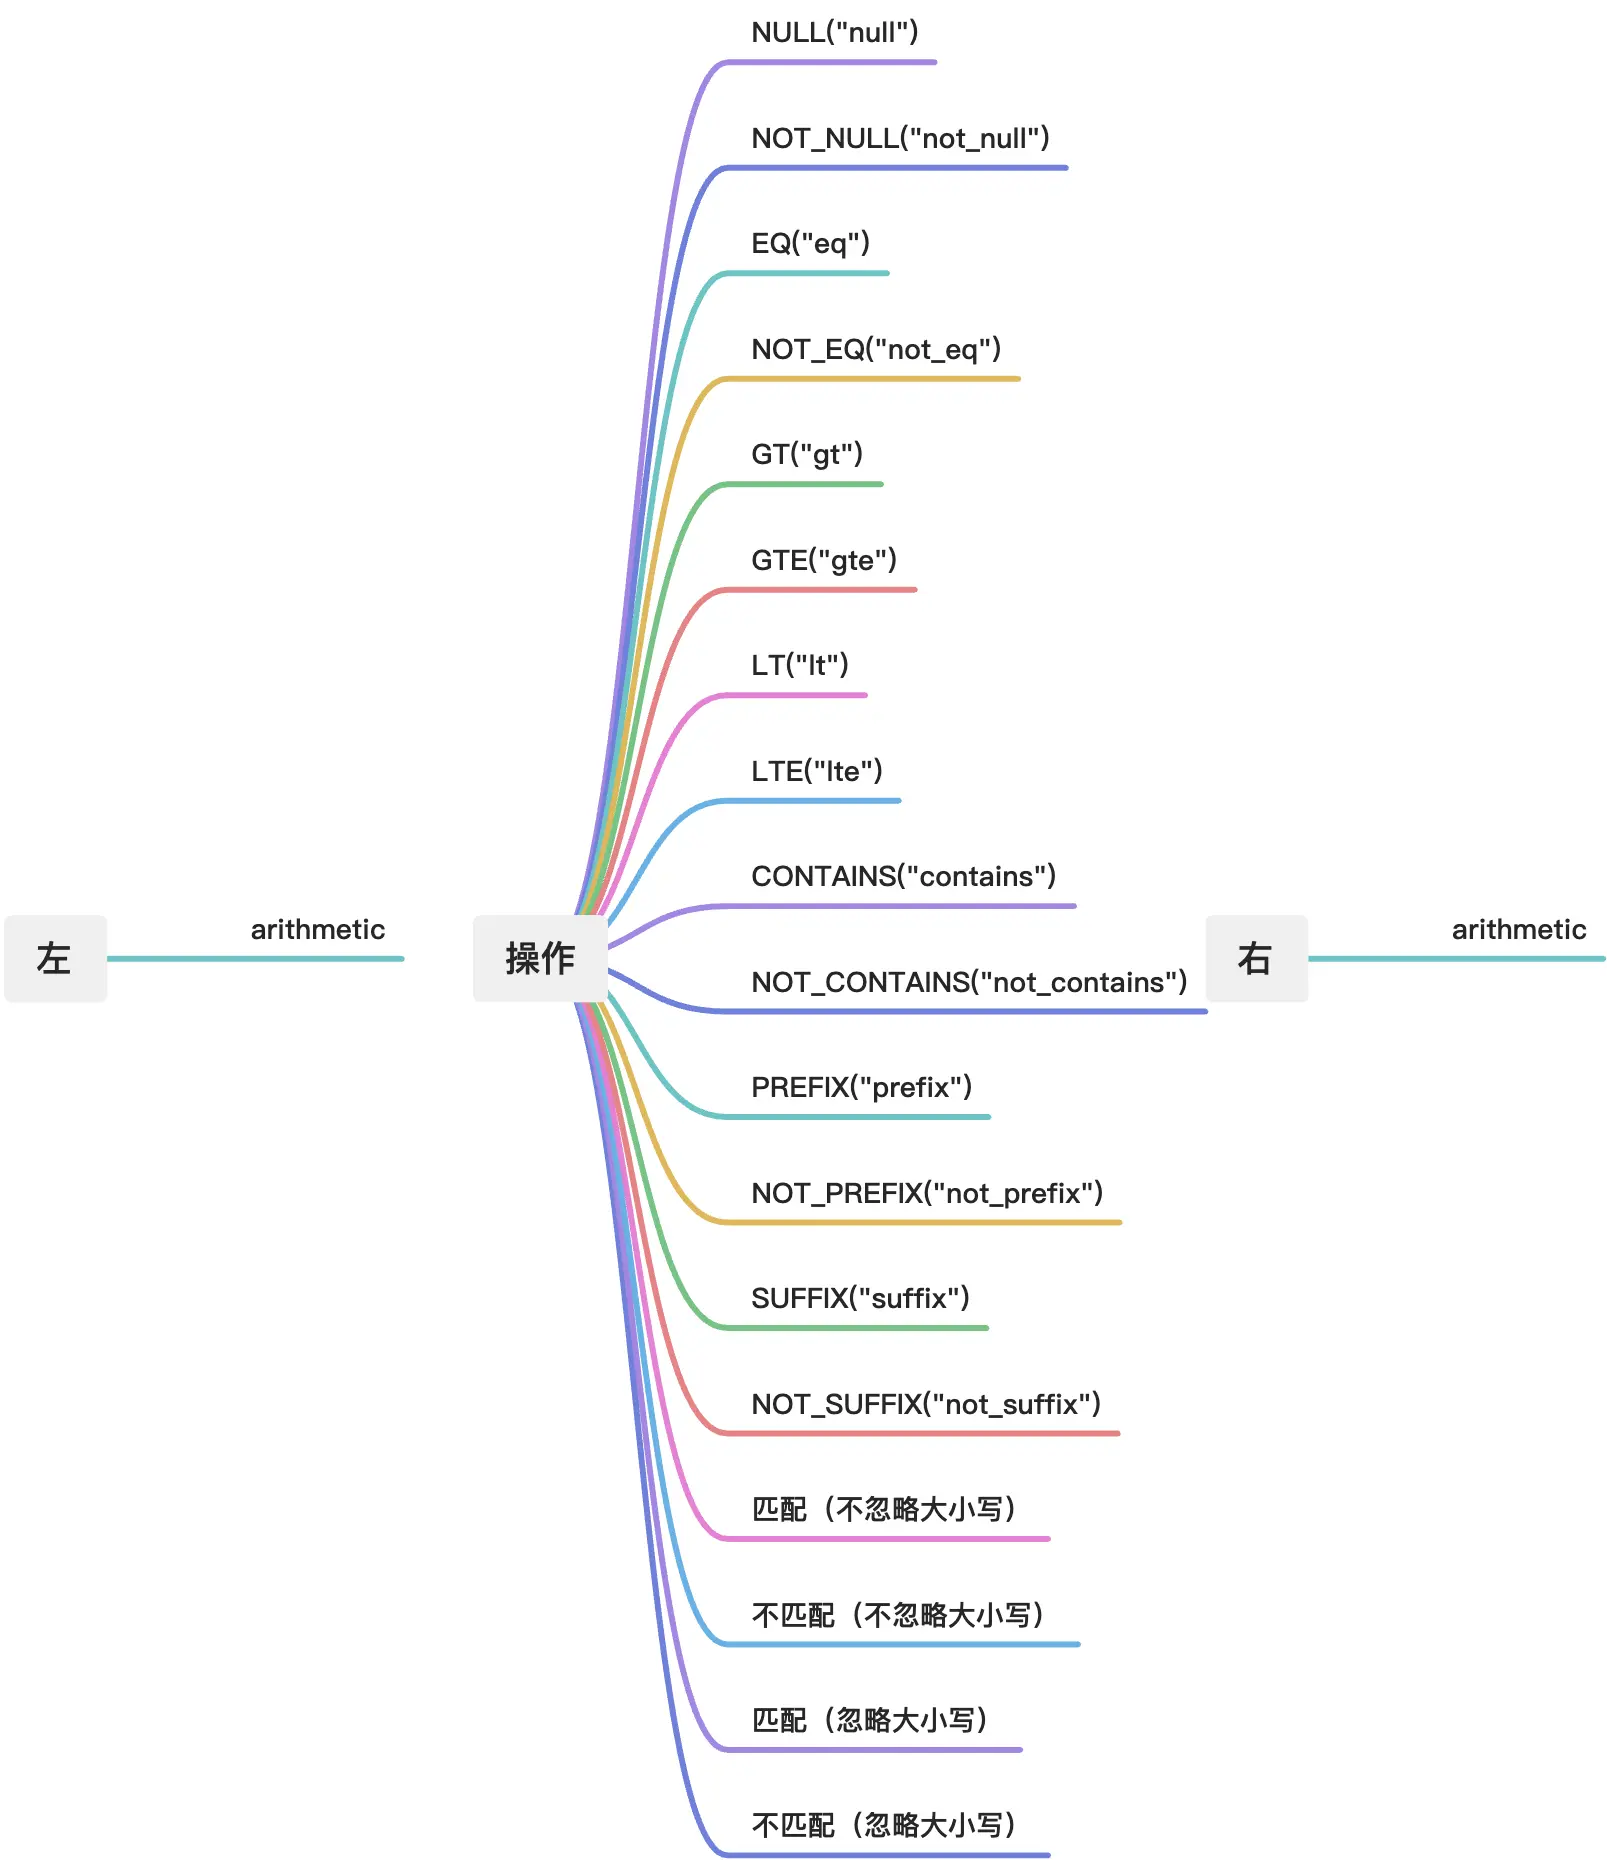 左
arithmetic
操作
NULL("null")
NOT_NULL("not_null")
EQ("eq")
NOT_EQ("not_eq")
GT("gt")
GTE("gte")
LT("lt")
LTE("lte")
CONTAINS("contains")
NOT_CONTAINS("not_contains")
PREFIX("prefix")
NOT_PREFIX("not_prefix")
SUFFIX("suffix")
NOT_SUFFIX("not_suffix")
匹配（不忽略大小写）
不匹配（不忽略大小写）
匹配（忽略大小写）
不匹配（忽略大小写）
右
arithmetic